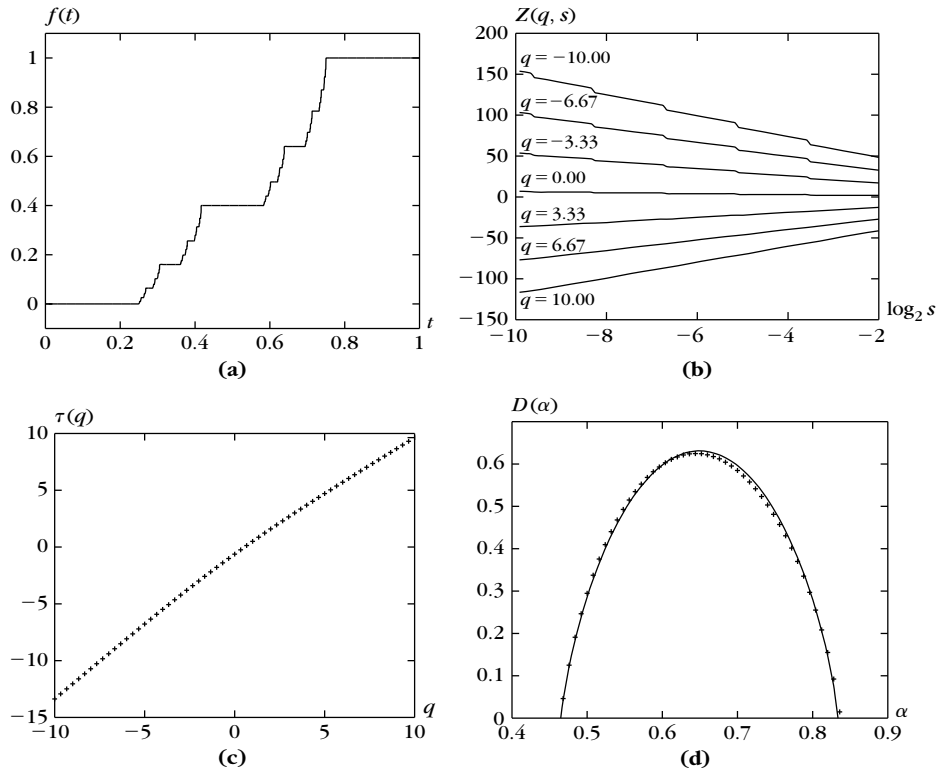 f(t)
1
0.8
0.6
0.4
0.2
0
0 0.2 0.4 0.6 0.8 1
t
(a)
Z(q, s)
200
150
100
50
0
−50
−100
−150
q = −10.00
q = −6.67
q = −3.33
q = 0.00
q = 3.33
q = 6.67
q = 10.00
−10 −8 −6 −4 −2
log₂ s
(b)
τ(q)
10
5
0
−5
−10
−15
−10 −5 0 5 10
q
(c)
D(α)
0.6
0.5
0.4
0.3
0.2
0.1
0
0.4 0.5 0.6 0.7 0.8 0.9
α
(d)